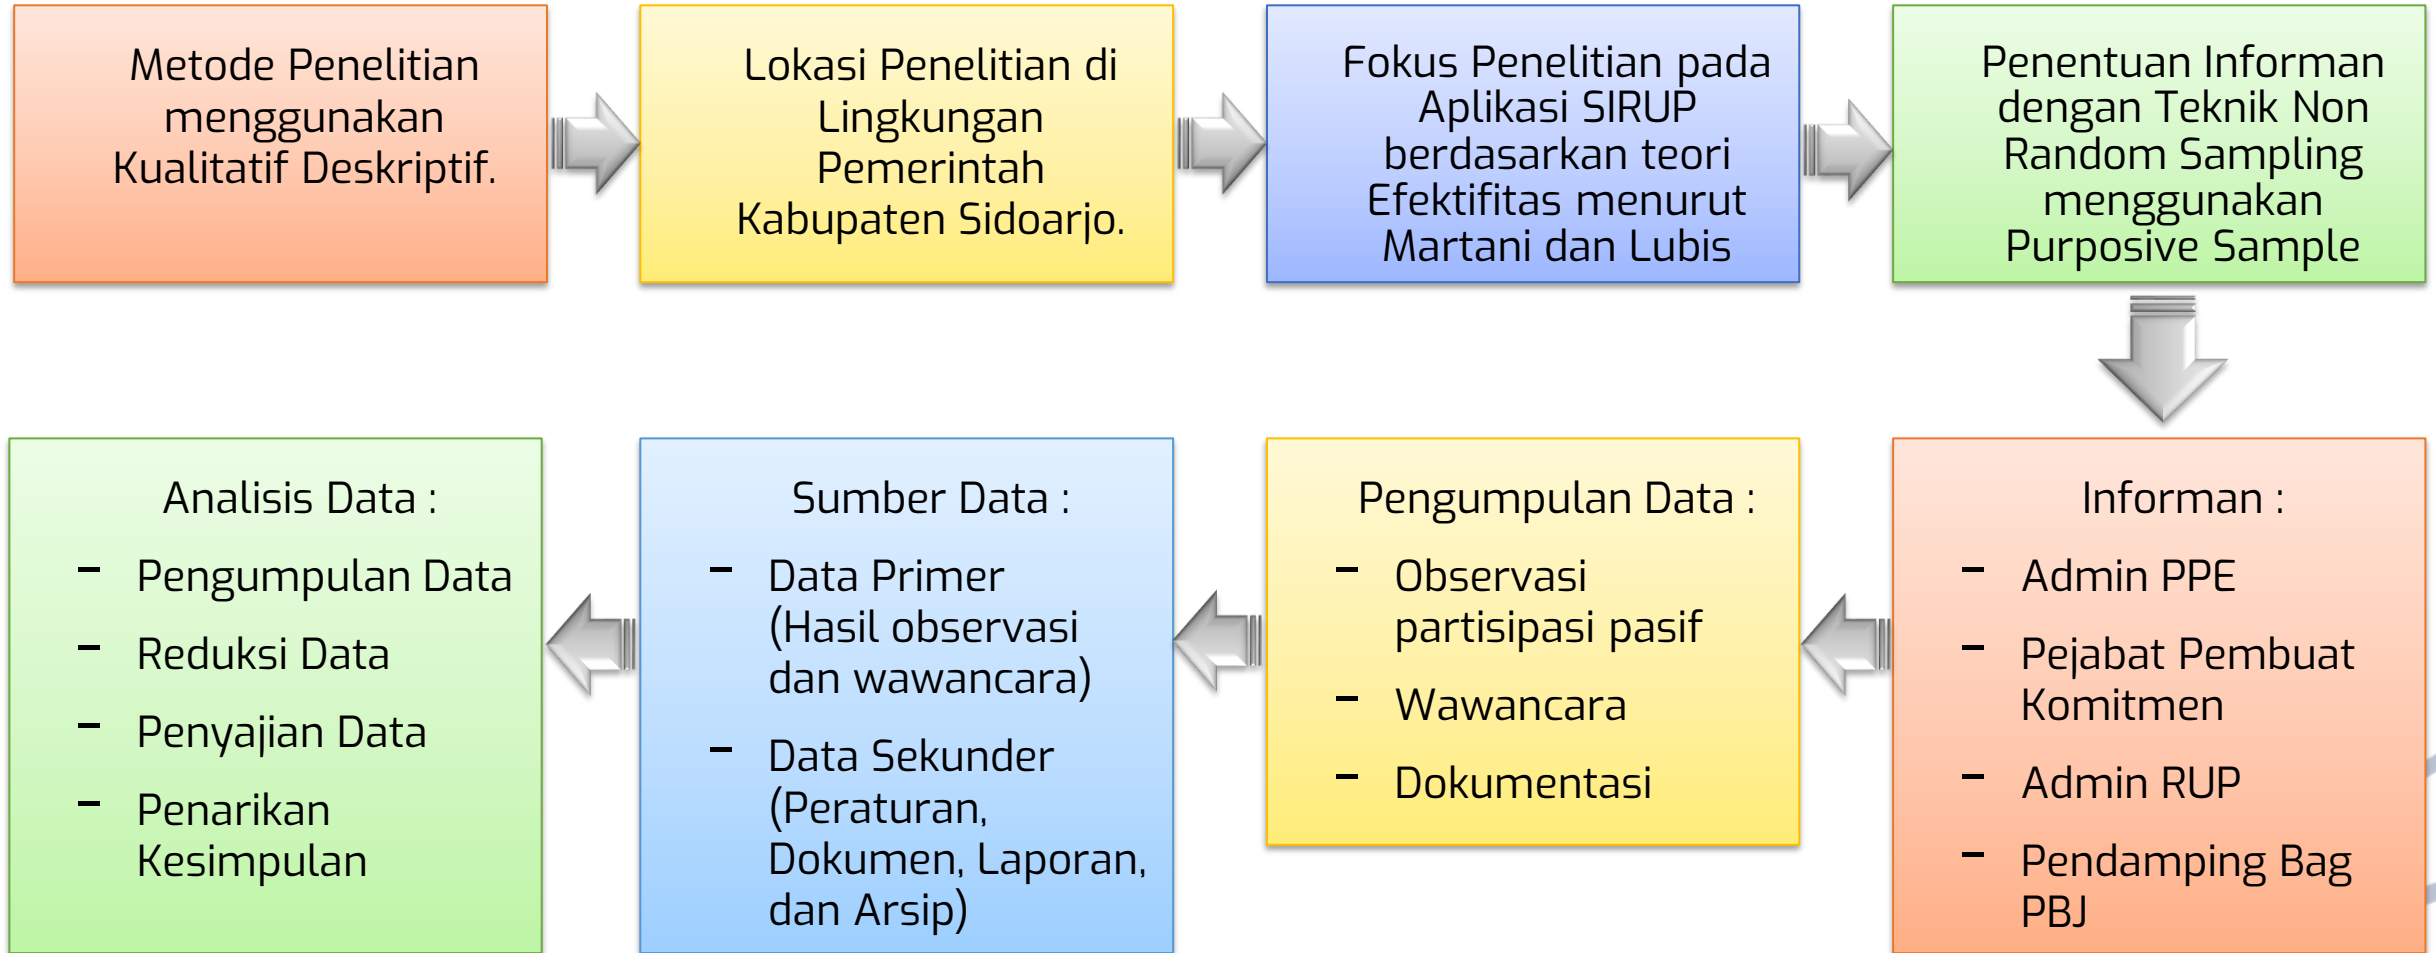 Metode Penelitian
menggunakan
Kualitatif Deskriptif.
Lokasi Penelitian di
Lingkungan
Pemerintah
Kabupaten Sidoarjo.
Fokus Penelitian pada
Aplikasi SIRUP
berdasarkan teori
Efektifitas menurut
Martani dan Lubis
Penentuan Informan
dengan Teknik Non
Random Sampling
menggunakan
Purposive Sample
Informan :
- Admin PPE
- Pejabat Pembuat
Komitmen
- Admin RUP
- Pendamping Bag
PBJ
Pengumpulan Data :
- Observasi
partisipasi pasif
- Wawancara
- Dokumentasi
Sumber Data :
- Data Primer
(Hasil observasi
dan wawancara)
- Data Sekunder
(Peraturan,
Dokumen, Laporan,
dan Arsip)
Analisis Data :
- Pengumpulan Data
- Reduksi Data
- Penyajian Data
- Penarikan
Kesimpulan